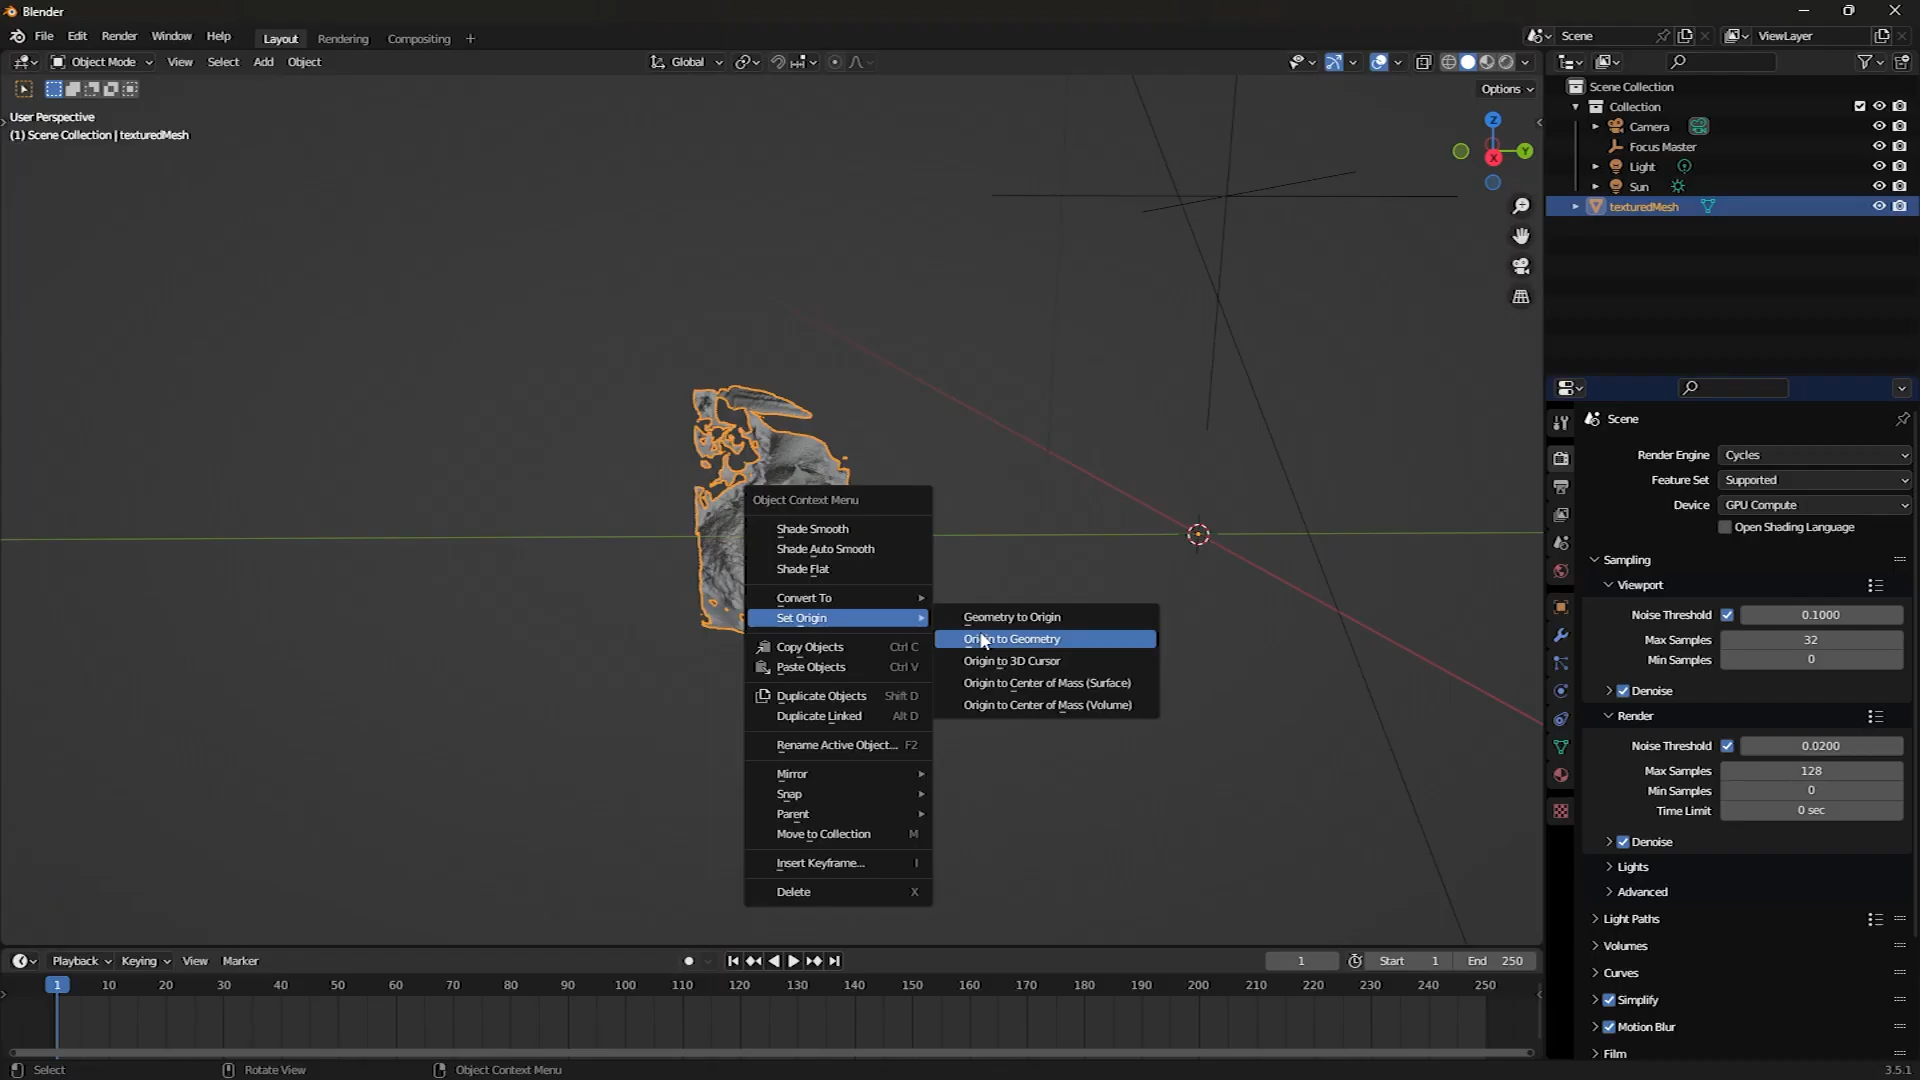 Blender
File Edit Render Window Help Layout Rendering Compositing + Scene ViewLayer
Object Mode View Select Add Object Global
Options
User Perspective
(1) Scene Collection | texturedMesh
Z
Y
X
Scene Collection
Collection
Camera
Focus Master
Light
Sun
texturedMesh
Object Context Menu
Shade Smooth
Shade Auto Smooth
Shade Flat
Convert To
Set Origin
Copy Objects Ctrl C
Paste Objects Ctrl V
Duplicate Objects Shift D
Duplicate Linked Alt D
Rename Active Object... F2
Mirror
Snap
Parent
Move to Collection M
Insert Keyframe... I
Delete X
Geometry to Origin
Origin to Geometry
Origin to 3D Cursor
Origin to Center of Mass (Surface)
Origin to Center of Mass (Volume)
Scene
Render Engine Cycles
Feature Set Supported
Device GPU Compute
Open Shading Language
Sampling
Viewport
Noise Threshold 0.1000
Max Samples 32
Min Samples 0
Denoise
Render
Noise Threshold 0.0200
Max Samples 128
Min Samples 0
Time Limit 0 sec
Denoise
Lights
Advanced
Light Paths
Volumes
Curves
Simplify
Motion Blur
Film
Playback Keying View Marker 1 Start 1 End 250
1 10 20 30 40 50 60 70 80 90 100 110 120 130 140 150 160 170 180 190 200 210 220 230 240 250
Select Rotate View Object Context Menu 3.5.1